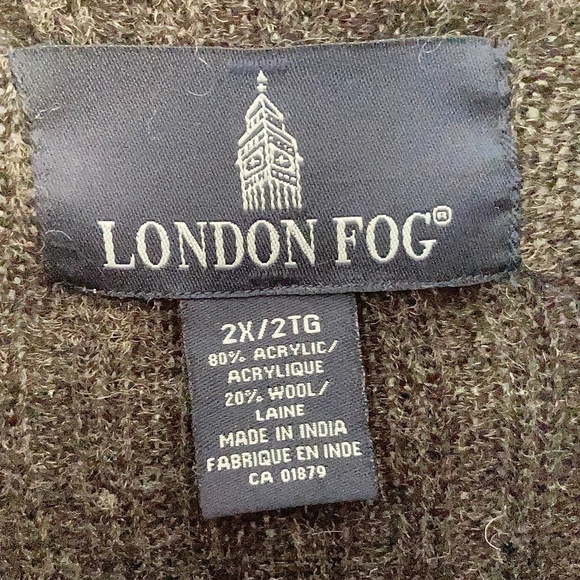 LONDON FOG®
2X/2TG
80% ACRYLIC/
ACRYLIQUE
20% WOOL/
LAINE
MADE IN INDIA
FABRIQUE EN INDE
CA 01879